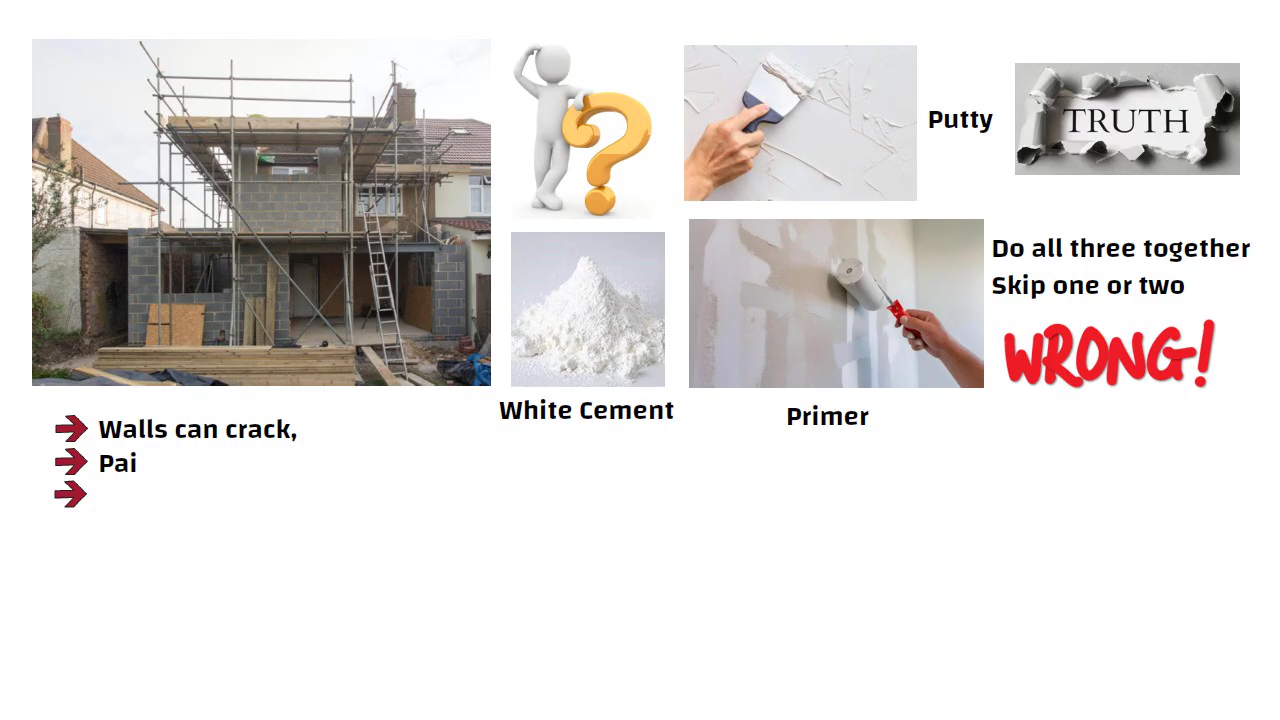 Putty
TRUTH
Do all three together
Skip one or two
WRONG!
White Cement
Primer
Walls can crack,
Pai